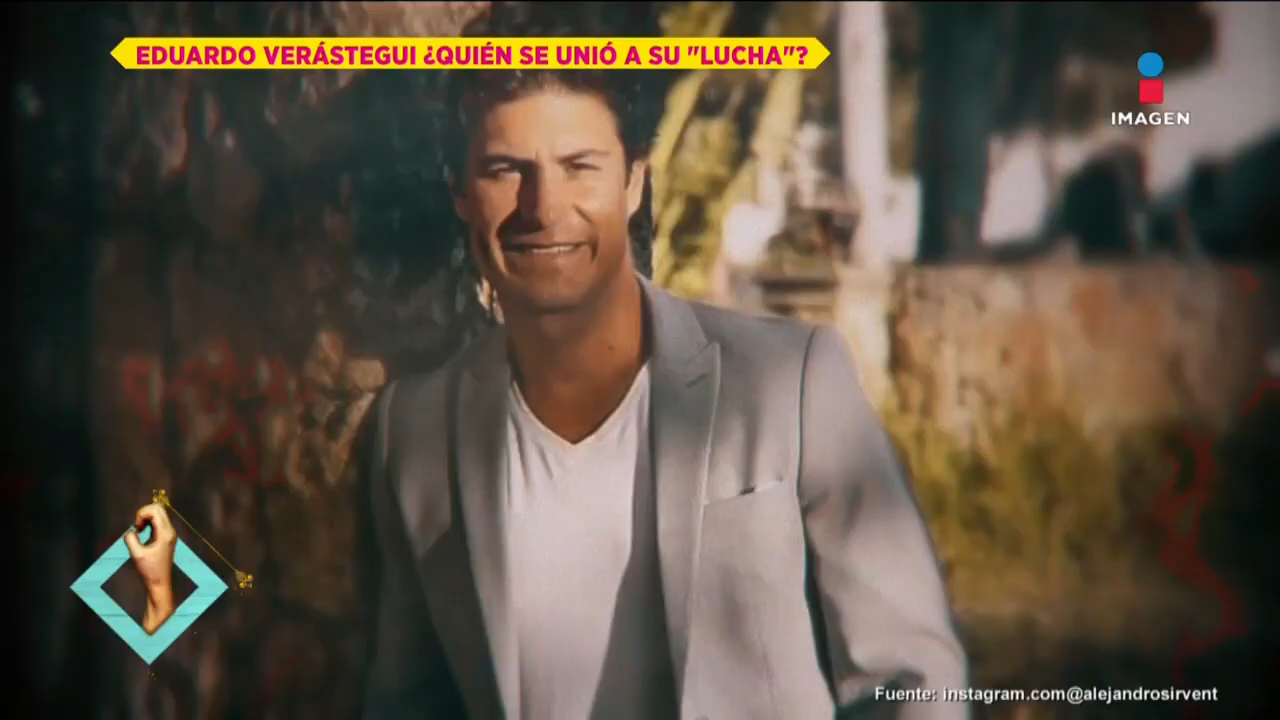 EDUARDO VERÁSTEGUI ¿QUIÉN SE UNIÓ A SU "LUCHA"?
IMAGEN
Fuente: instagram.com@alejandrosirvent